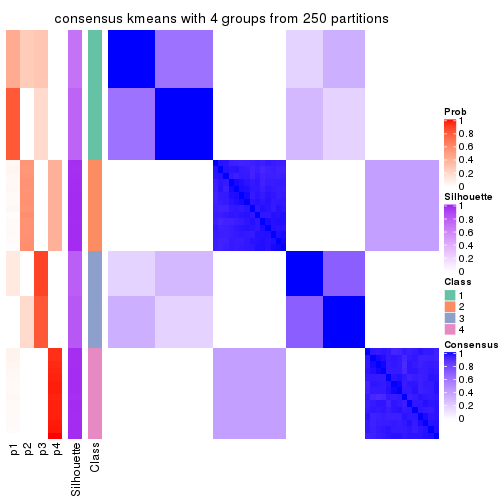 consensus kmeans with 4 groups from 250 partitions
Prob
1
0.8
0.6
0.4
0.2
0
Silhouette
1
0.8
0.6
0.4
0.2
0
Class
1
2
3
4
Consensus
1
0.8
0.6
0.4
0.2
0
p1
p2
p3
p4
Silhouette
Class